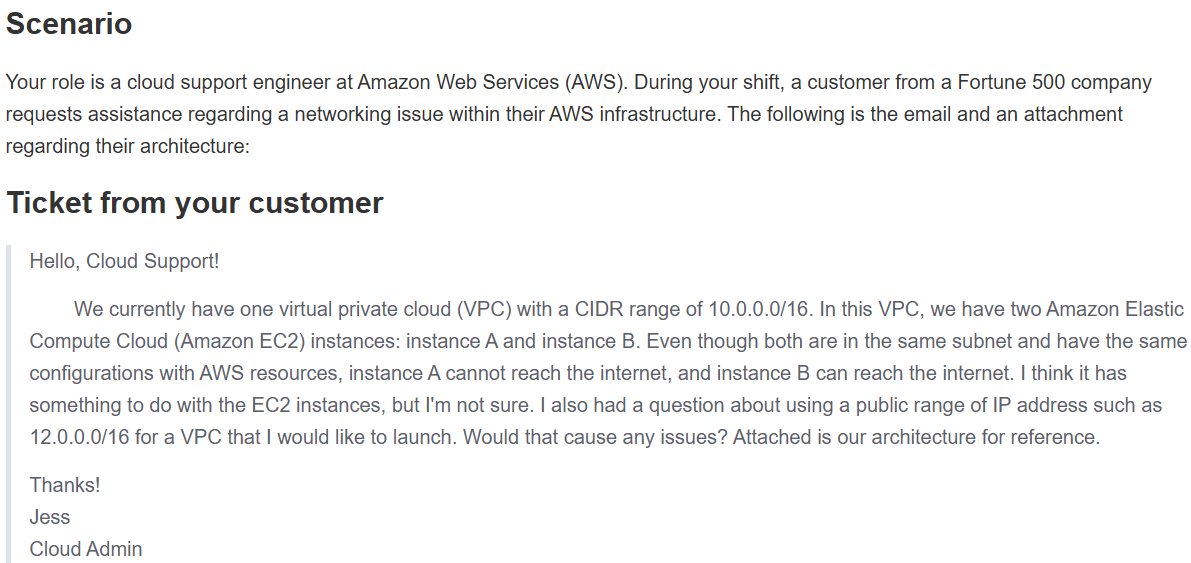 Scenario
Your role is a cloud support engineer at Amazon Web Services (AWS). During your shift, a customer from a Fortune 500 company
requests assistance regarding a networking issue within their AWS infrastructure. The following is the email and an attachment
regarding their architecture:
Ticket from your customer
Hello, Cloud Support!
We currently have one virtual private cloud (VPC) with a CIDR range of 10.0.0.0/16. In this VPC, we have two Amazon Elastic
Compute Cloud (Amazon EC2) instances: instance A and instance B. Even though both are in the same subnet and have the same
configurations with AWS resources, instance A cannot reach the internet, and instance B can reach the internet. I think it has
something to do with the EC2 instances, but I'm not sure. I also had a question about using a public range of IP address such as
12.0.0.0/16 for a VPC that I would like to launch. Would that cause any issues? Attached is our architecture for reference.
Thanks!
Jess
Cloud Admin